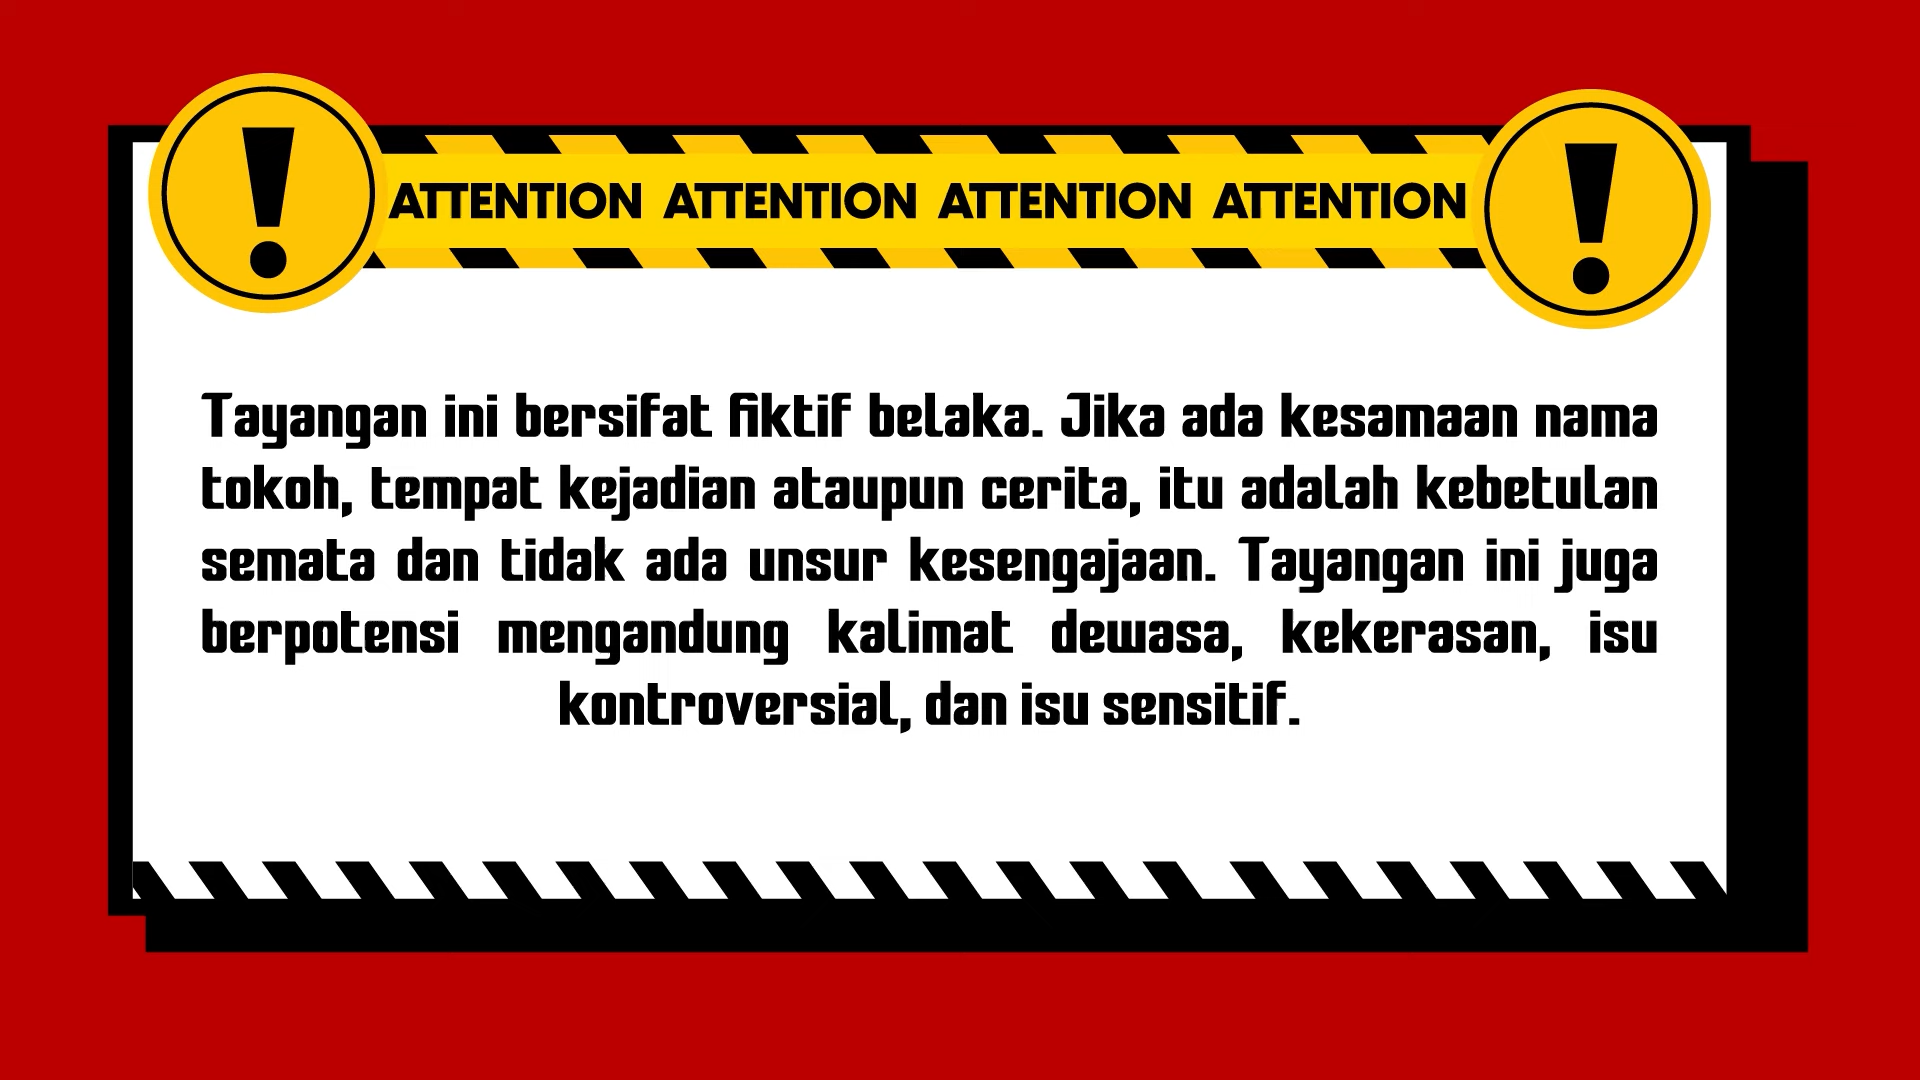 ATTENTION ATTENTION ATTENTION ATTENTION
Tayangan ini bersifat fiktif belaka. Jika ada kesamaan nama
tokoh, tempat kejadian ataupun cerita, itu adalah kebetulan
semata dan tidak ada unsur kesengajaan. Tayangan ini juga
berpotensi mengandung kalimat dewasa, kekerasan, isu
kontroversial, dan isu sensitif.